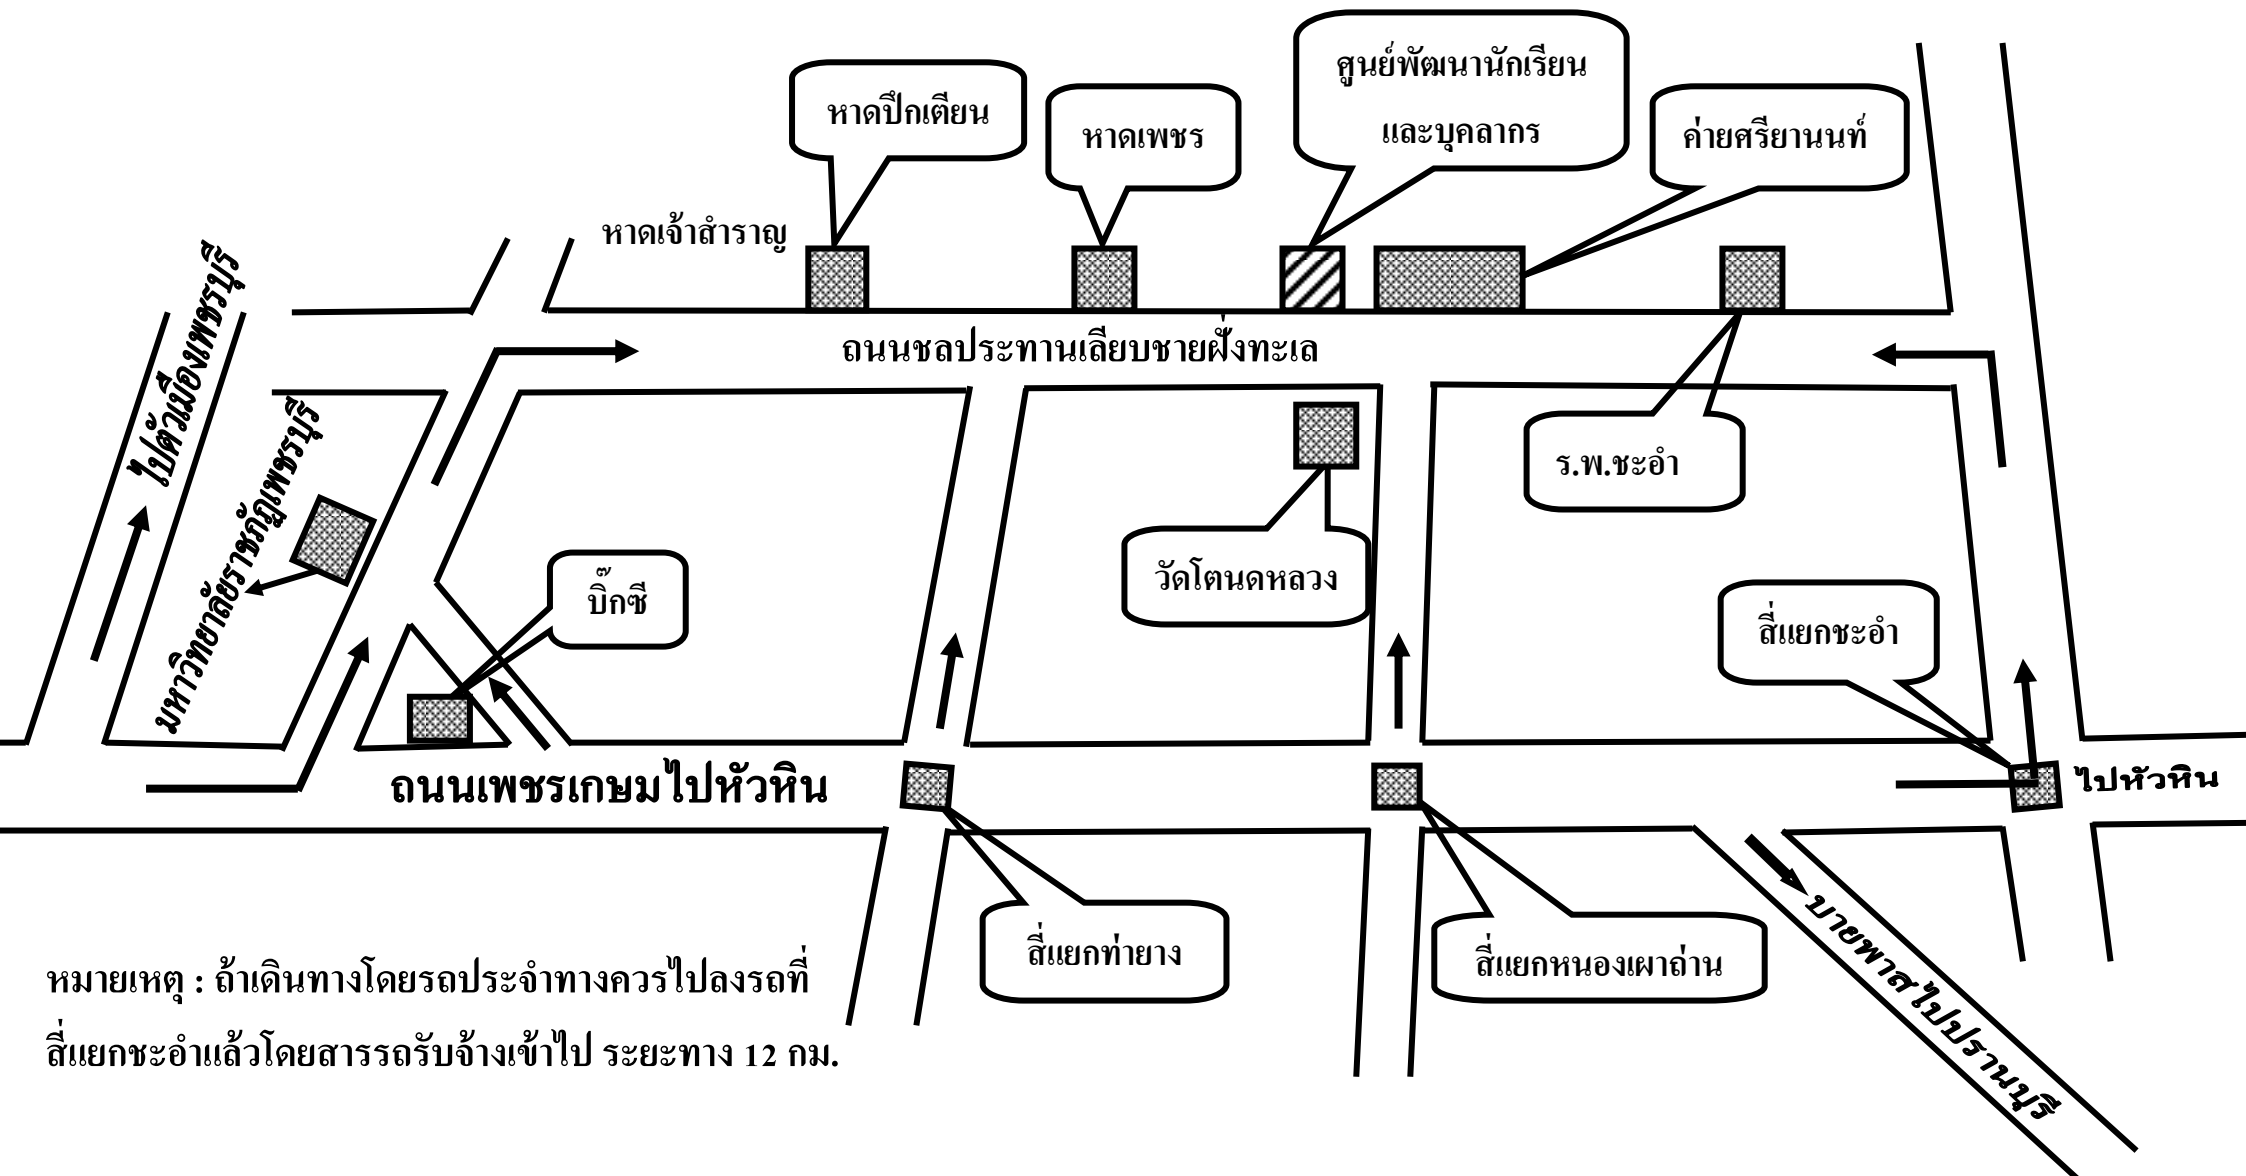 ศูนย์พัฒนานักเรียน
และบุคลากร
หาดปึกเตียน
หาดเพชร
ค่ายศรียานนท์
หาดเจ้าสำราญ
ไปตัวเมืองเพชรบุรี
ถนนชลประทานเลียบชายฝั่งทะเล
มหาวิทยาลัยราชภัฏเพชรบุรี
ร.พ.ชะอำ
บิ๊กซี
วัดโตนดหลวง
สี่แยกชะอำ
ถนนเพชรเกษมไปหัวหิน
ไปหัวหิน
สี่แยกท่ายาง
สี่แยกหนองเผาถ่าน
บายพาสไปปราณบุรี
หมายเหตุ : ถ้าเดินทางโดยรถประจำทางควรไปลงรถที่
สี่แยกชะอำแล้วโดยสารรถรับจ้างเข้าไป ระยะทาง 12 กม.